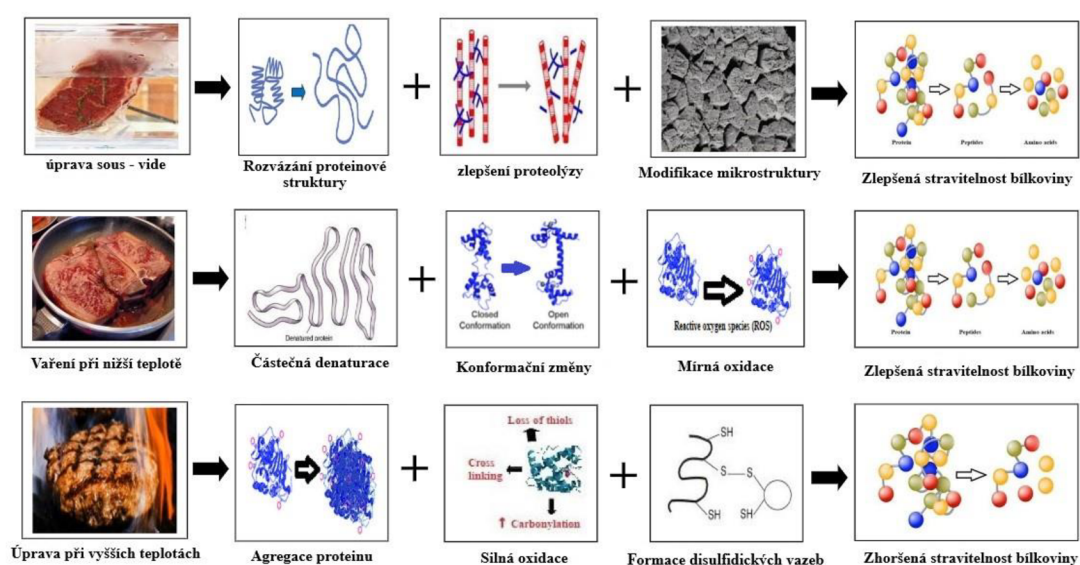 Protein
Peptides
Amino acids
úprava sous - vide
Rozvázání proteinové
struktury
zlepšení proteolýzy
Modifikace mikrostruktury
Zlepšená stravitelnost bílkoviny
Denatured protein
Closed
Conformation
Open
Conformation
Reactive oxygen species (ROS)
Protein
Peptides
Amino acids
Vaření při nižší teplotě
Částečná denaturace
Konformační změny
Mírná oxidace
Zlepšená stravitelnost bílkoviny
Loss of thiols
Cross
linking
↑ Carbonylation
SH
S
S
SH
SH
Úprava při vyšších teplotách
Agregace proteinu
Silná oxidace
Formace disulfidických vazeb
Zhoršená stravitelnost bílkoviny